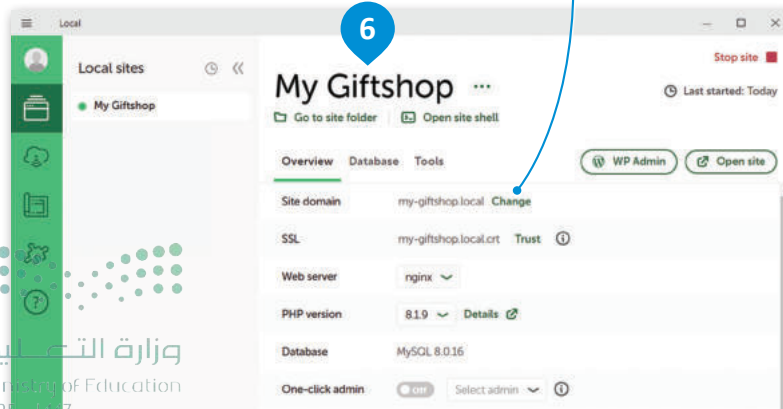 Local
6
Local sites
My Giftshop
My Giftshop ...
Stop site
Last started: Today
Go to site folder Open site shell
Overview Database Tools
WP Admin Open site
Site domain my-giftshop.local Change
SSL my-giftshop.local.crt Trust
Web server nginx
PHP version 8.1.9 Details
Database MySQL 8.0.16
One-click admin Off Select admin
وزارة
of Education